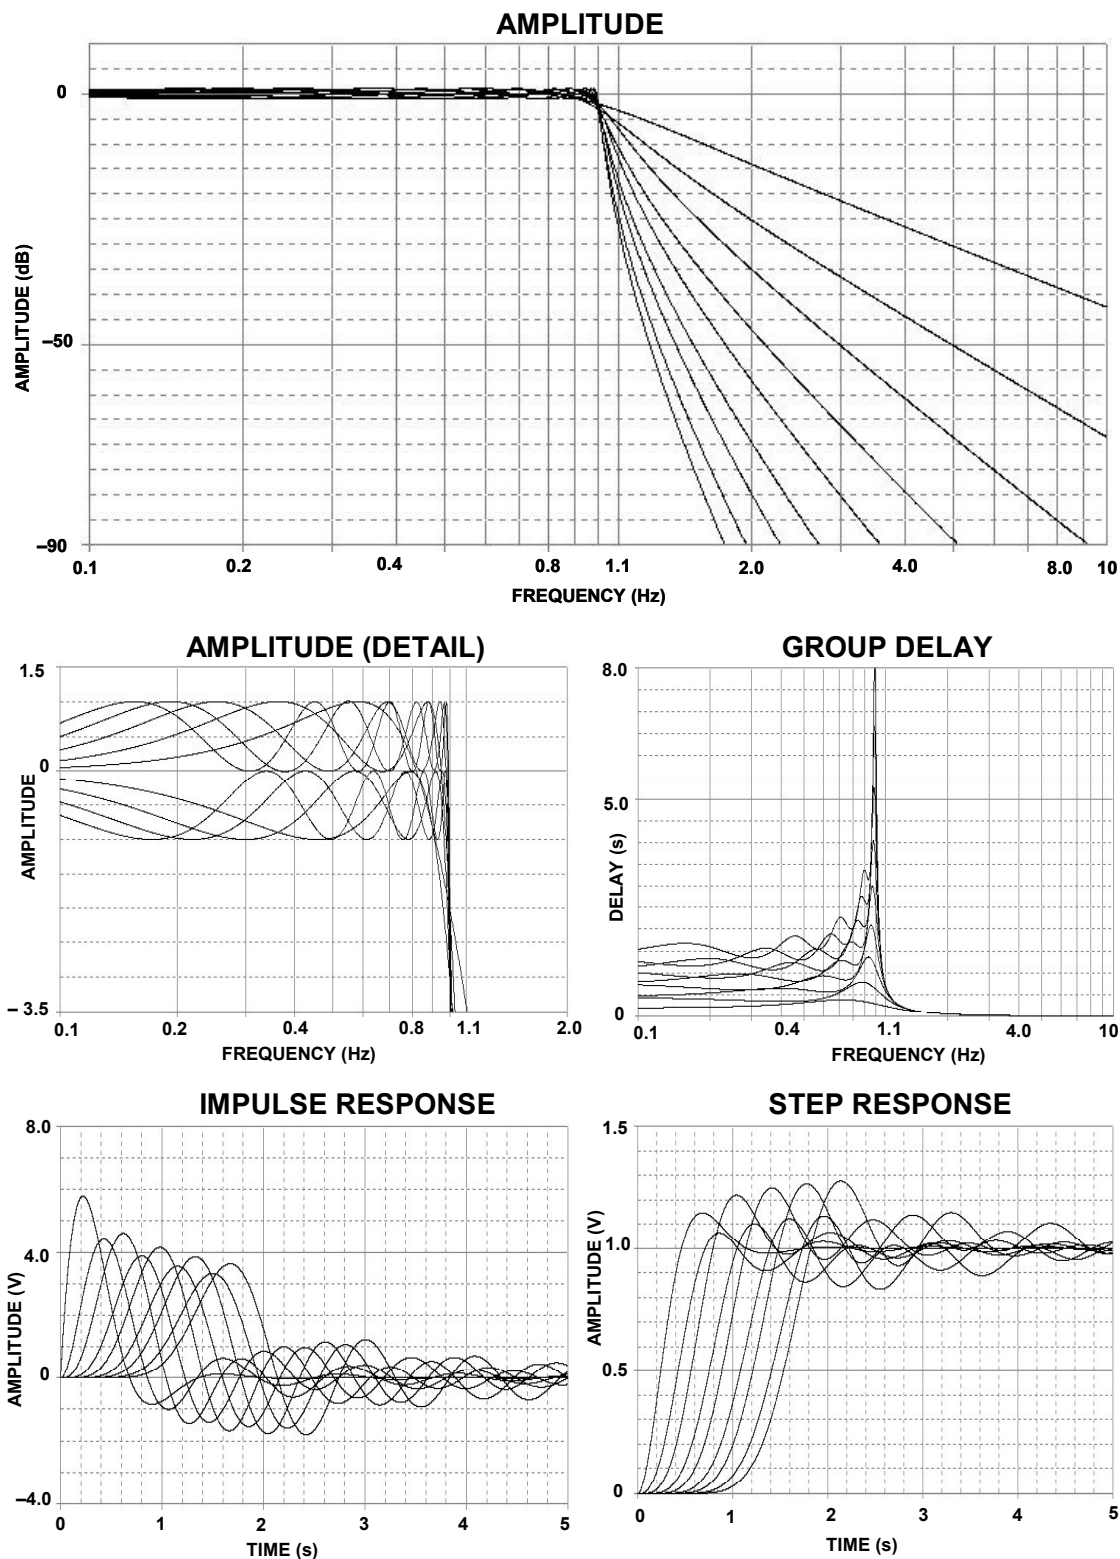 AMPLITUDE
0
–50
–90
AMPLITUDE (dB)
0.1 0.2 0.4 0.8 1.1 2.0 4.0 8.0 10
FREQUENCY (Hz)
AMPLITUDE (DETAIL)
1.5
0
– 3.5
AMPLITUDE
0.1 0.2 0.4 0.8 1.1 2.0
FREQUENCY (Hz)
GROUP DELAY
8.0
5.0
0
DELAY (s)
0.1 0.4 1.1 4.0 10
FREQUENCY (Hz)
IMPULSE RESPONSE
8.0
4.0
0
–4.0
AMPLITUDE (V)
0 1 2 3 4 5
TIME (s)
STEP RESPONSE
1.5
1.0
0.5
0
AMPLITUDE (V)
0 1 2 3 4 5
TIME (s)